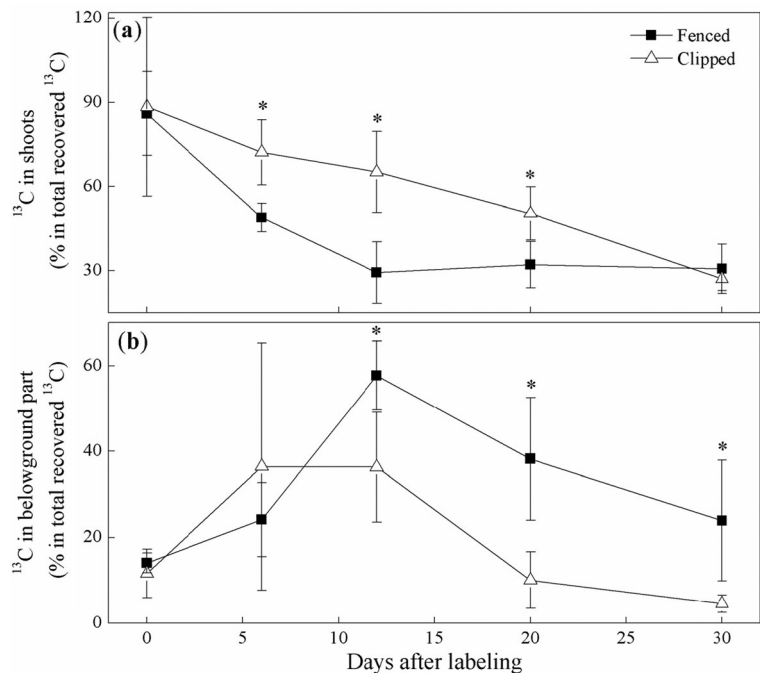 120
(a)
Fenced
Clipped
90
60
30
* * *
¹³C in shoots
(% in total recovered ¹³C)
(b)
60
40
20
0
* * *
¹³C in belowground part
(% in total recovered ¹³C)
0 5 10 15 20 25 30
Days after labeling